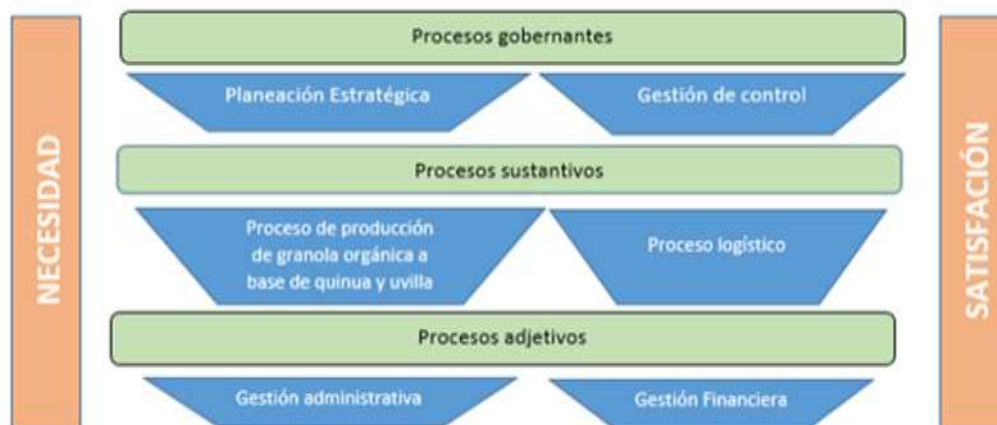 NECESIDAD
Procesos gobernantes
Planeación Estratégica
Gestión de control
Procesos sustantivos
Proceso de producción
de granola orgánica a
base de quinua y uvilla
Proceso logístico
Procesos adjetivos
Gestión administrativa
Gestión Financiera
SATISFACIÓN